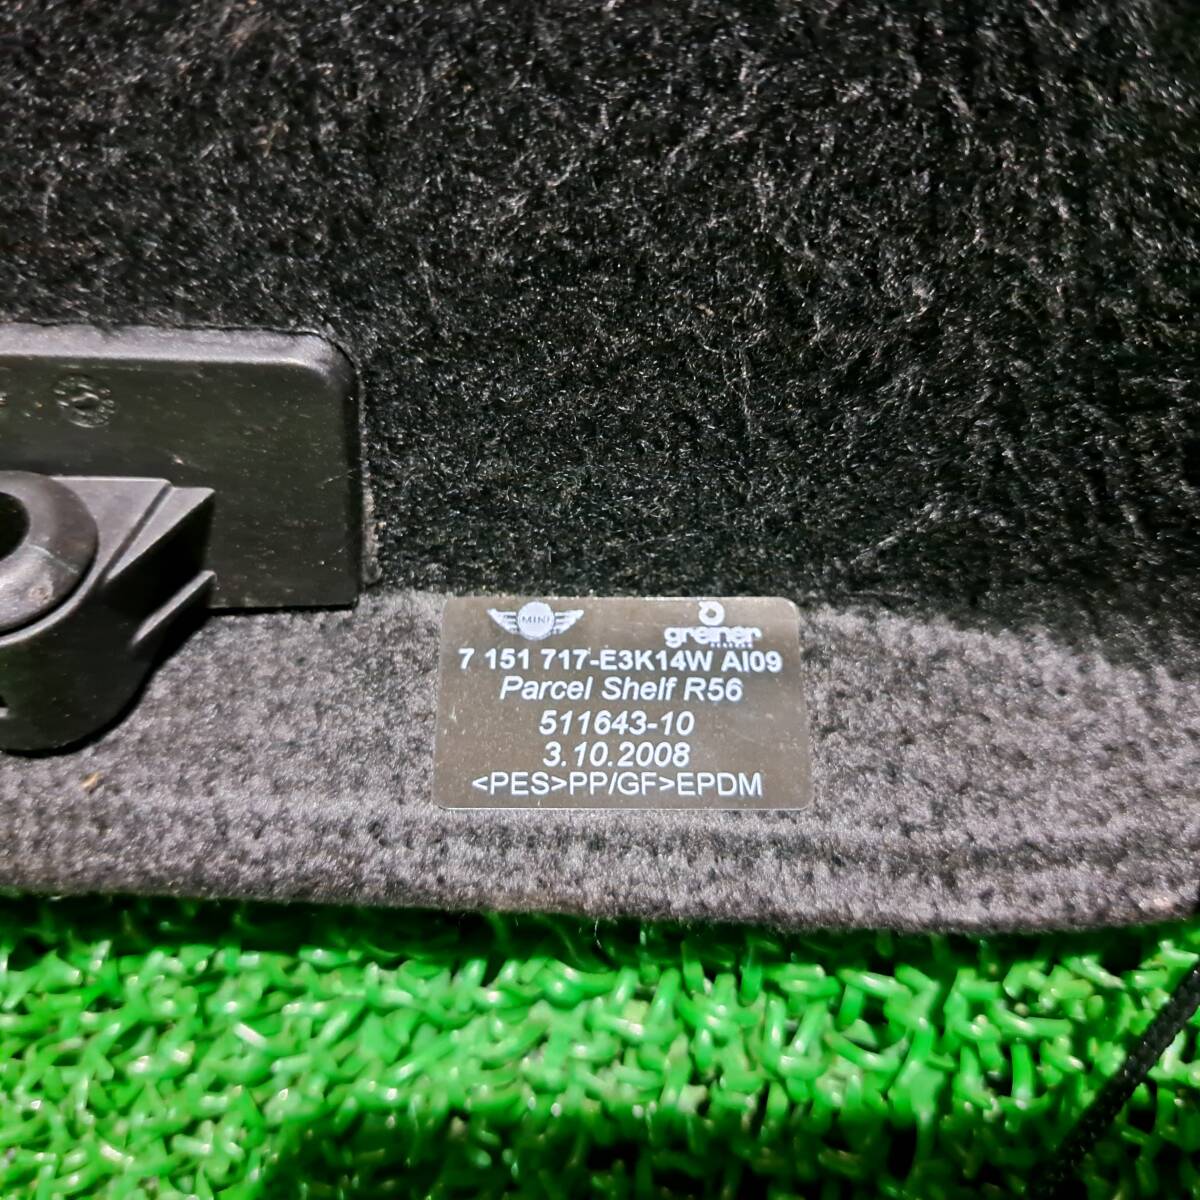 MINI
greiner
7 151 717-E3K14W AI09
Parcel Shelf R56
511643-10
3.10.2008
<PES>PP/GF>EPDM